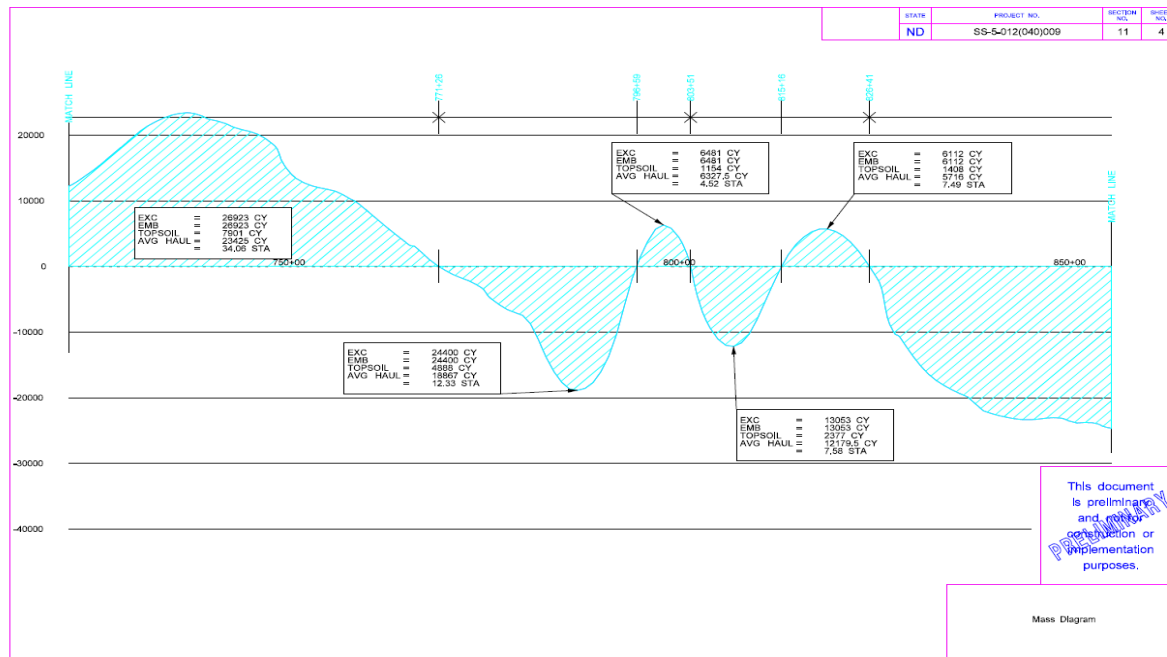 STATE
PROJECT NO.
SECTION NO.
SHEET NO.
ND
SS-5-012(040)009
11
4
MATCH LINE
771+26
796+59
803+51
815+16
826+41
MATCH LINE
20000
10000
0
-10000
-20000
-30000
-40000
750+00
800+00
850+00
EXC = 26923 CY
EMB = 26923 CY
TOPSOIL = 7901 CY
AVG HAUL = 23425 CY
= 34.06 STA
EXC = 24400 CY
EMB = 24400 CY
TOPSOIL = 4888 CY
AVG HAUL = 18867 CY
= 12.33 STA
EXC = 6481 CY
EMB = 6481 CY
TOPSOIL = 1154 CY
AVG HAUL = 6327.5 CY
= 4.52 STA
EXC = 13053 CY
EMB = 13053 CY
TOPSOIL = 2377 CY
AVG HAUL = 12179.5 CY
= 7.58 STA
EXC = 6112 CY
EMB = 6112 CY
TOPSOIL = 1408 CY
AVG HAUL = 5716 CY
= 7.49 STA
This document
is preliminary
and not for
construction or
implementation
purposes.
PRELIMINARY
Mass Diagram